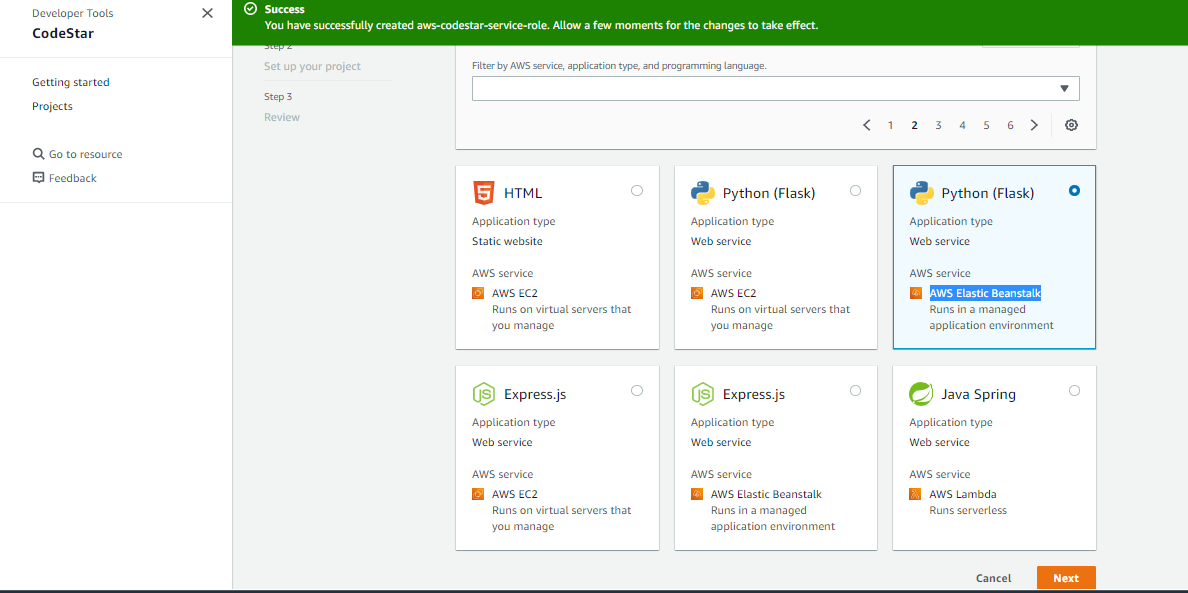 Developer Tools
CodeStar
Getting started
Projects
Go to resource
Feedback
Success
You have successfully created aws-codestar-service-role. Allow a few moments for the changes to take effect.
Step 2
Set up your project
Step 3
Review
Filter by AWS service, application type, and programming language.
1 2 3 4 5 6
HTML
Application type
Static website
AWS service
AWS EC2
Runs on virtual servers that
you manage
Python (Flask)
Application type
Web service
AWS service
AWS EC2
Runs on virtual servers that
you manage
Python (Flask)
Application type
Web service
AWS service
AWS Elastic Beanstalk
Runs in a managed
application environment
JS
Express.js
Application type
Web service
AWS service
AWS EC2
Runs on virtual servers that
you manage
JS
Express.js
Application type
Web service
AWS service
AWS Elastic Beanstalk
Runs in a managed
application environment
Java Spring
Application type
Web service
AWS service
AWS Lambda
Runs serverless
Cancel
Next